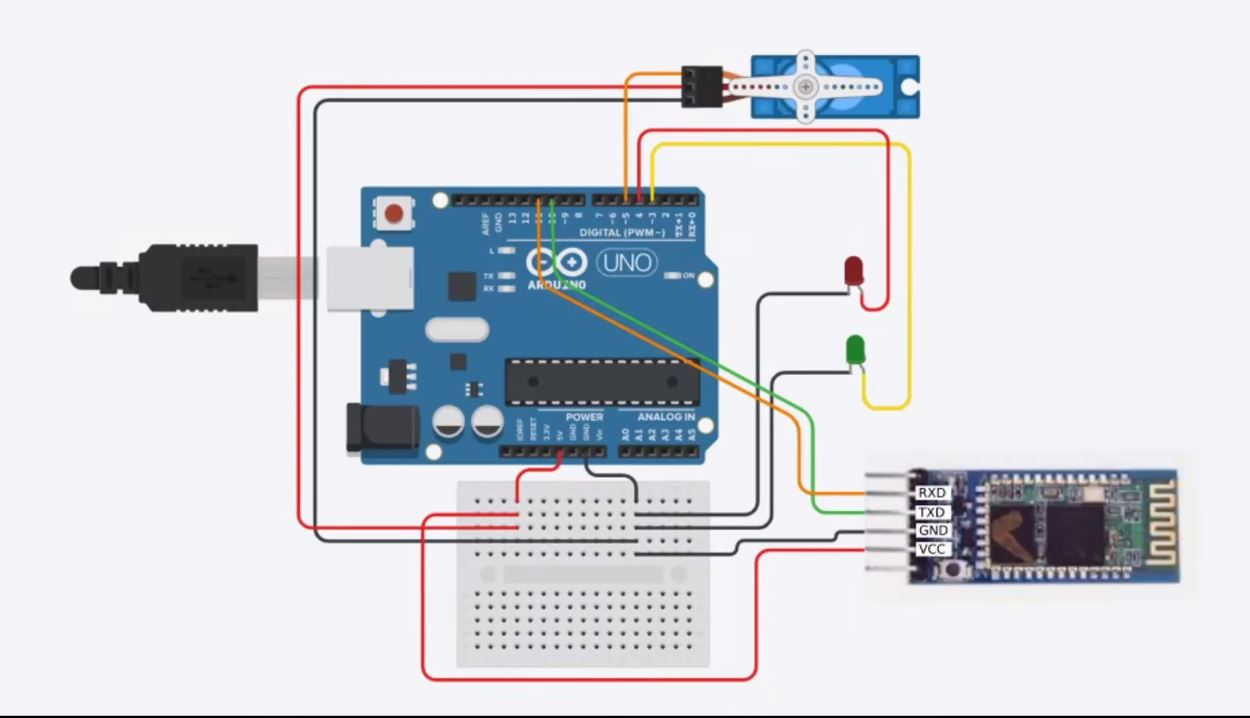 AREF
GND
13
12
11
10
~9
8
7
~6
~5
4
~3
2
TX→1
RX←0
DIGITAL (PWM~)
L
TX
RX
ARDUINO
UNO
ON
POWER
ANALOG IN
IOREF
RESET
3.3V
5V
GND
GND
Vin
A0
A1
A2
A3
A4
A5
RXD
TXD
GND
VCC